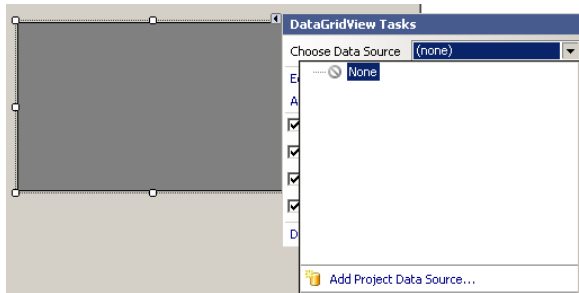 DataGridView Tasks
Choose Data Source (none)
None
Add Project Data Source...